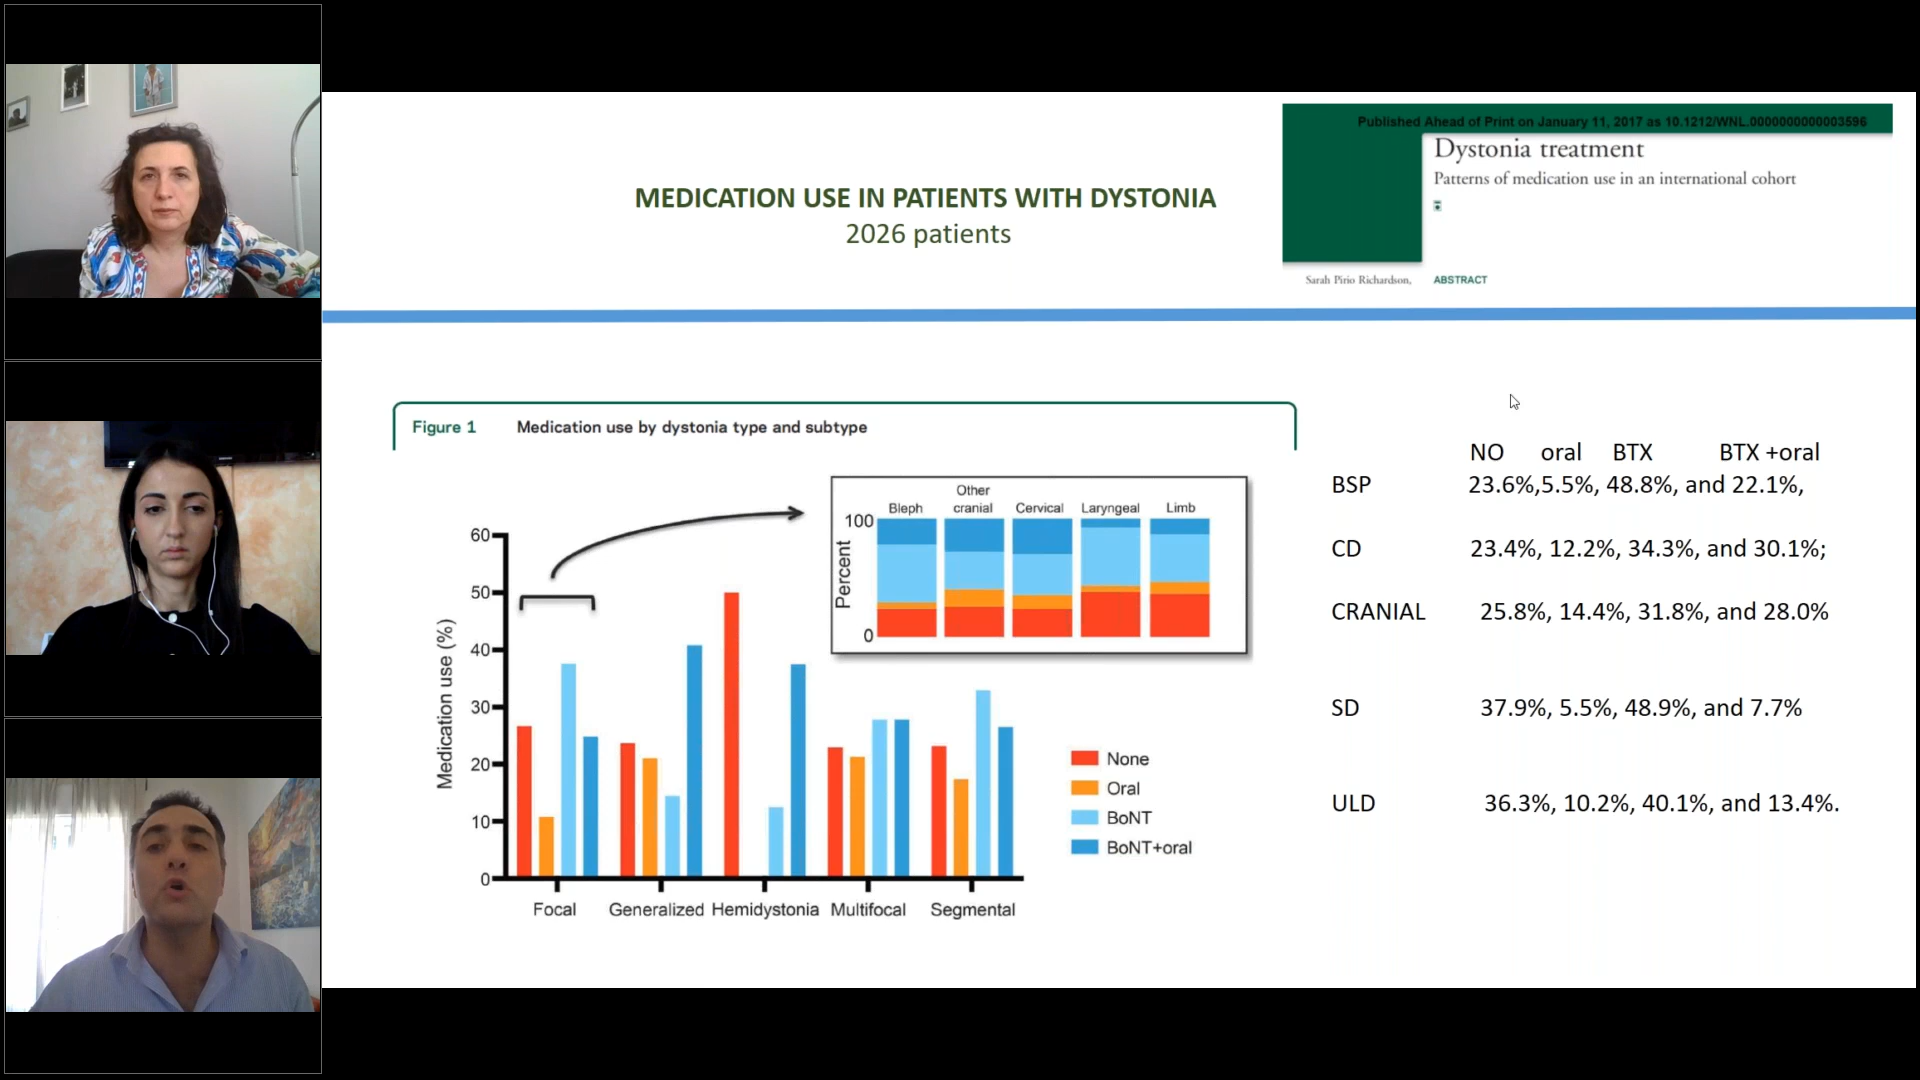 Published Ahead of Print on January 11, 2017 as 10.1212/WNL.0000000000003596
Dystonia treatment
Patterns of medication use in an international cohort
Sarah Pirio Richardson,
ABSTRACT
MEDICATION USE IN PATIENTS WITH DYSTONIA
2026 patients
Figure 1 Medication use by dystonia type and subtype
Bleph Other cranial Cervical Laryngeal Limb
100
Percent
0
Medication use (%)
60
50
40
30
20
10
0
Focal Generalized Hemidystonia Multifocal Segmental
None
Oral
BoNT
BoNT+oral
NO oral BTX BTX +oral
BSP 23.6%,5.5%, 48.8%, and 22.1%,
CD 23.4%, 12.2%, 34.3%, and 30.1%;
CRANIAL 25.8%, 14.4%, 31.8%, and 28.0%
SD 37.9%, 5.5%, 48.9%, and 7.7%
ULD 36.3%, 10.2%, 40.1%, and 13.4%.